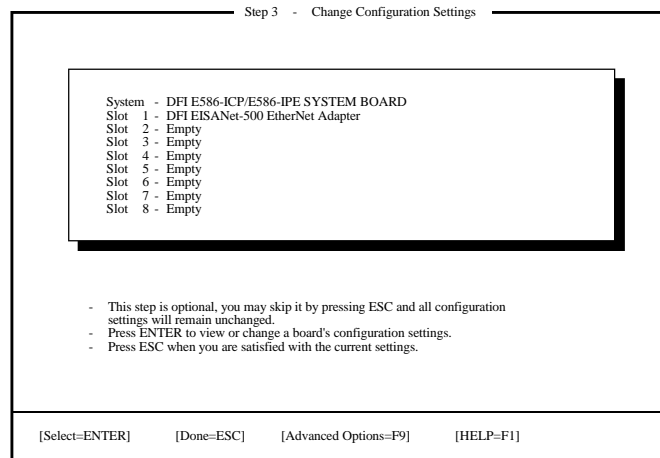 Step 3 - Change Configuration Settings
System - DFI E586-ICP/E586-IPE SYSTEM BOARD
Slot 1 - DFI EISANet-500 EtherNet Adapter
Slot 2 - Empty
Slot 3 - Empty
Slot 4 - Empty
Slot 5 - Empty
Slot 6 - Empty
Slot 7 - Empty
Slot 8 - Empty
- This step is optional, you may skip it by pressing ESC and all configuration
settings will remain unchanged.
- Press ENTER to view or change a board's configuration settings.
- Press ESC when you are satisfied with the current settings.
[Select=ENTER] [Done=ESC] [Advanced Options=F9] [HELP=F1]